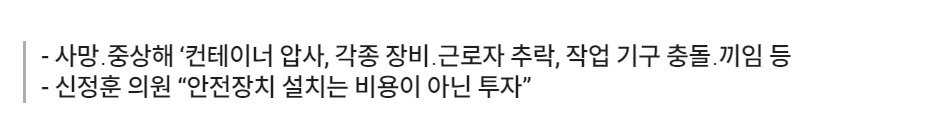 - 사망.중상해 ‘컨테이너 압사, 각종 장비.근로자 추락, 작업 기구 충돌.끼임 등
- 신정훈 의원 “안전장치 설치는 비용이 아닌 투자”